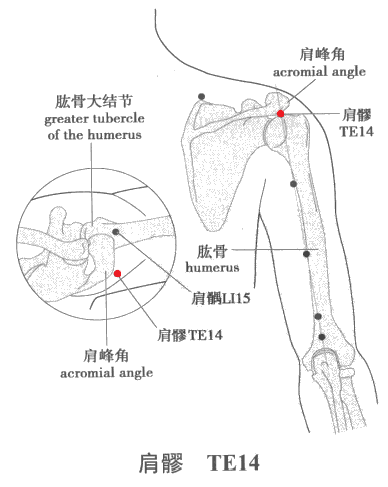 肩峰角
acromial angle
肱骨大结节
greater tubercle
of the humerus
肩髎
TE14
肱骨
humerus
肩髃LI15
肩髎TE14
肩峰角
acromial angle
肩髎 TE14